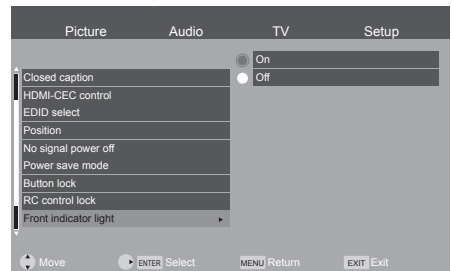 Picture Audio TV Setup
On
Closed caption Off
HDMI-CEC control
EDID select
Position
No signal power off
Power save mode
Button lock
RC control lock
Front indicator light
Move ENTER Select MENU Return EXIT Exit